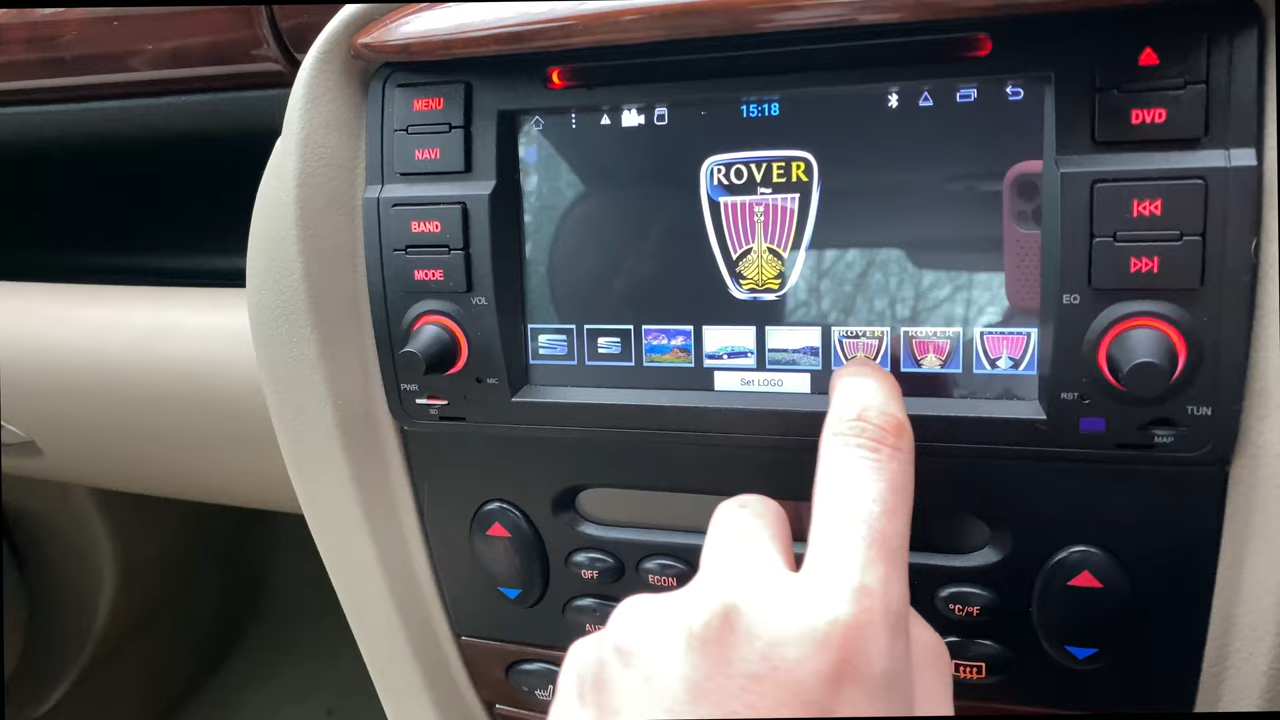 MENU
NAVI
BAND
MODE
VOL
PWR
MIC
SD
15:18
ROVER
ROVER
ROVER
Set LOGO
DVD
EQ
RST
TUN
MAP
OFF
ECON
°C/°F